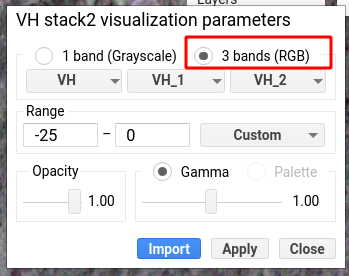 Layers
VH stack2 visualization parameters
1 band (Grayscale) 3 bands (RGB)
VH VH_1 VH_2
Range
-25 – 0 Custom
Opacity Gamma Palette
1.00 1.00
Import Apply Close